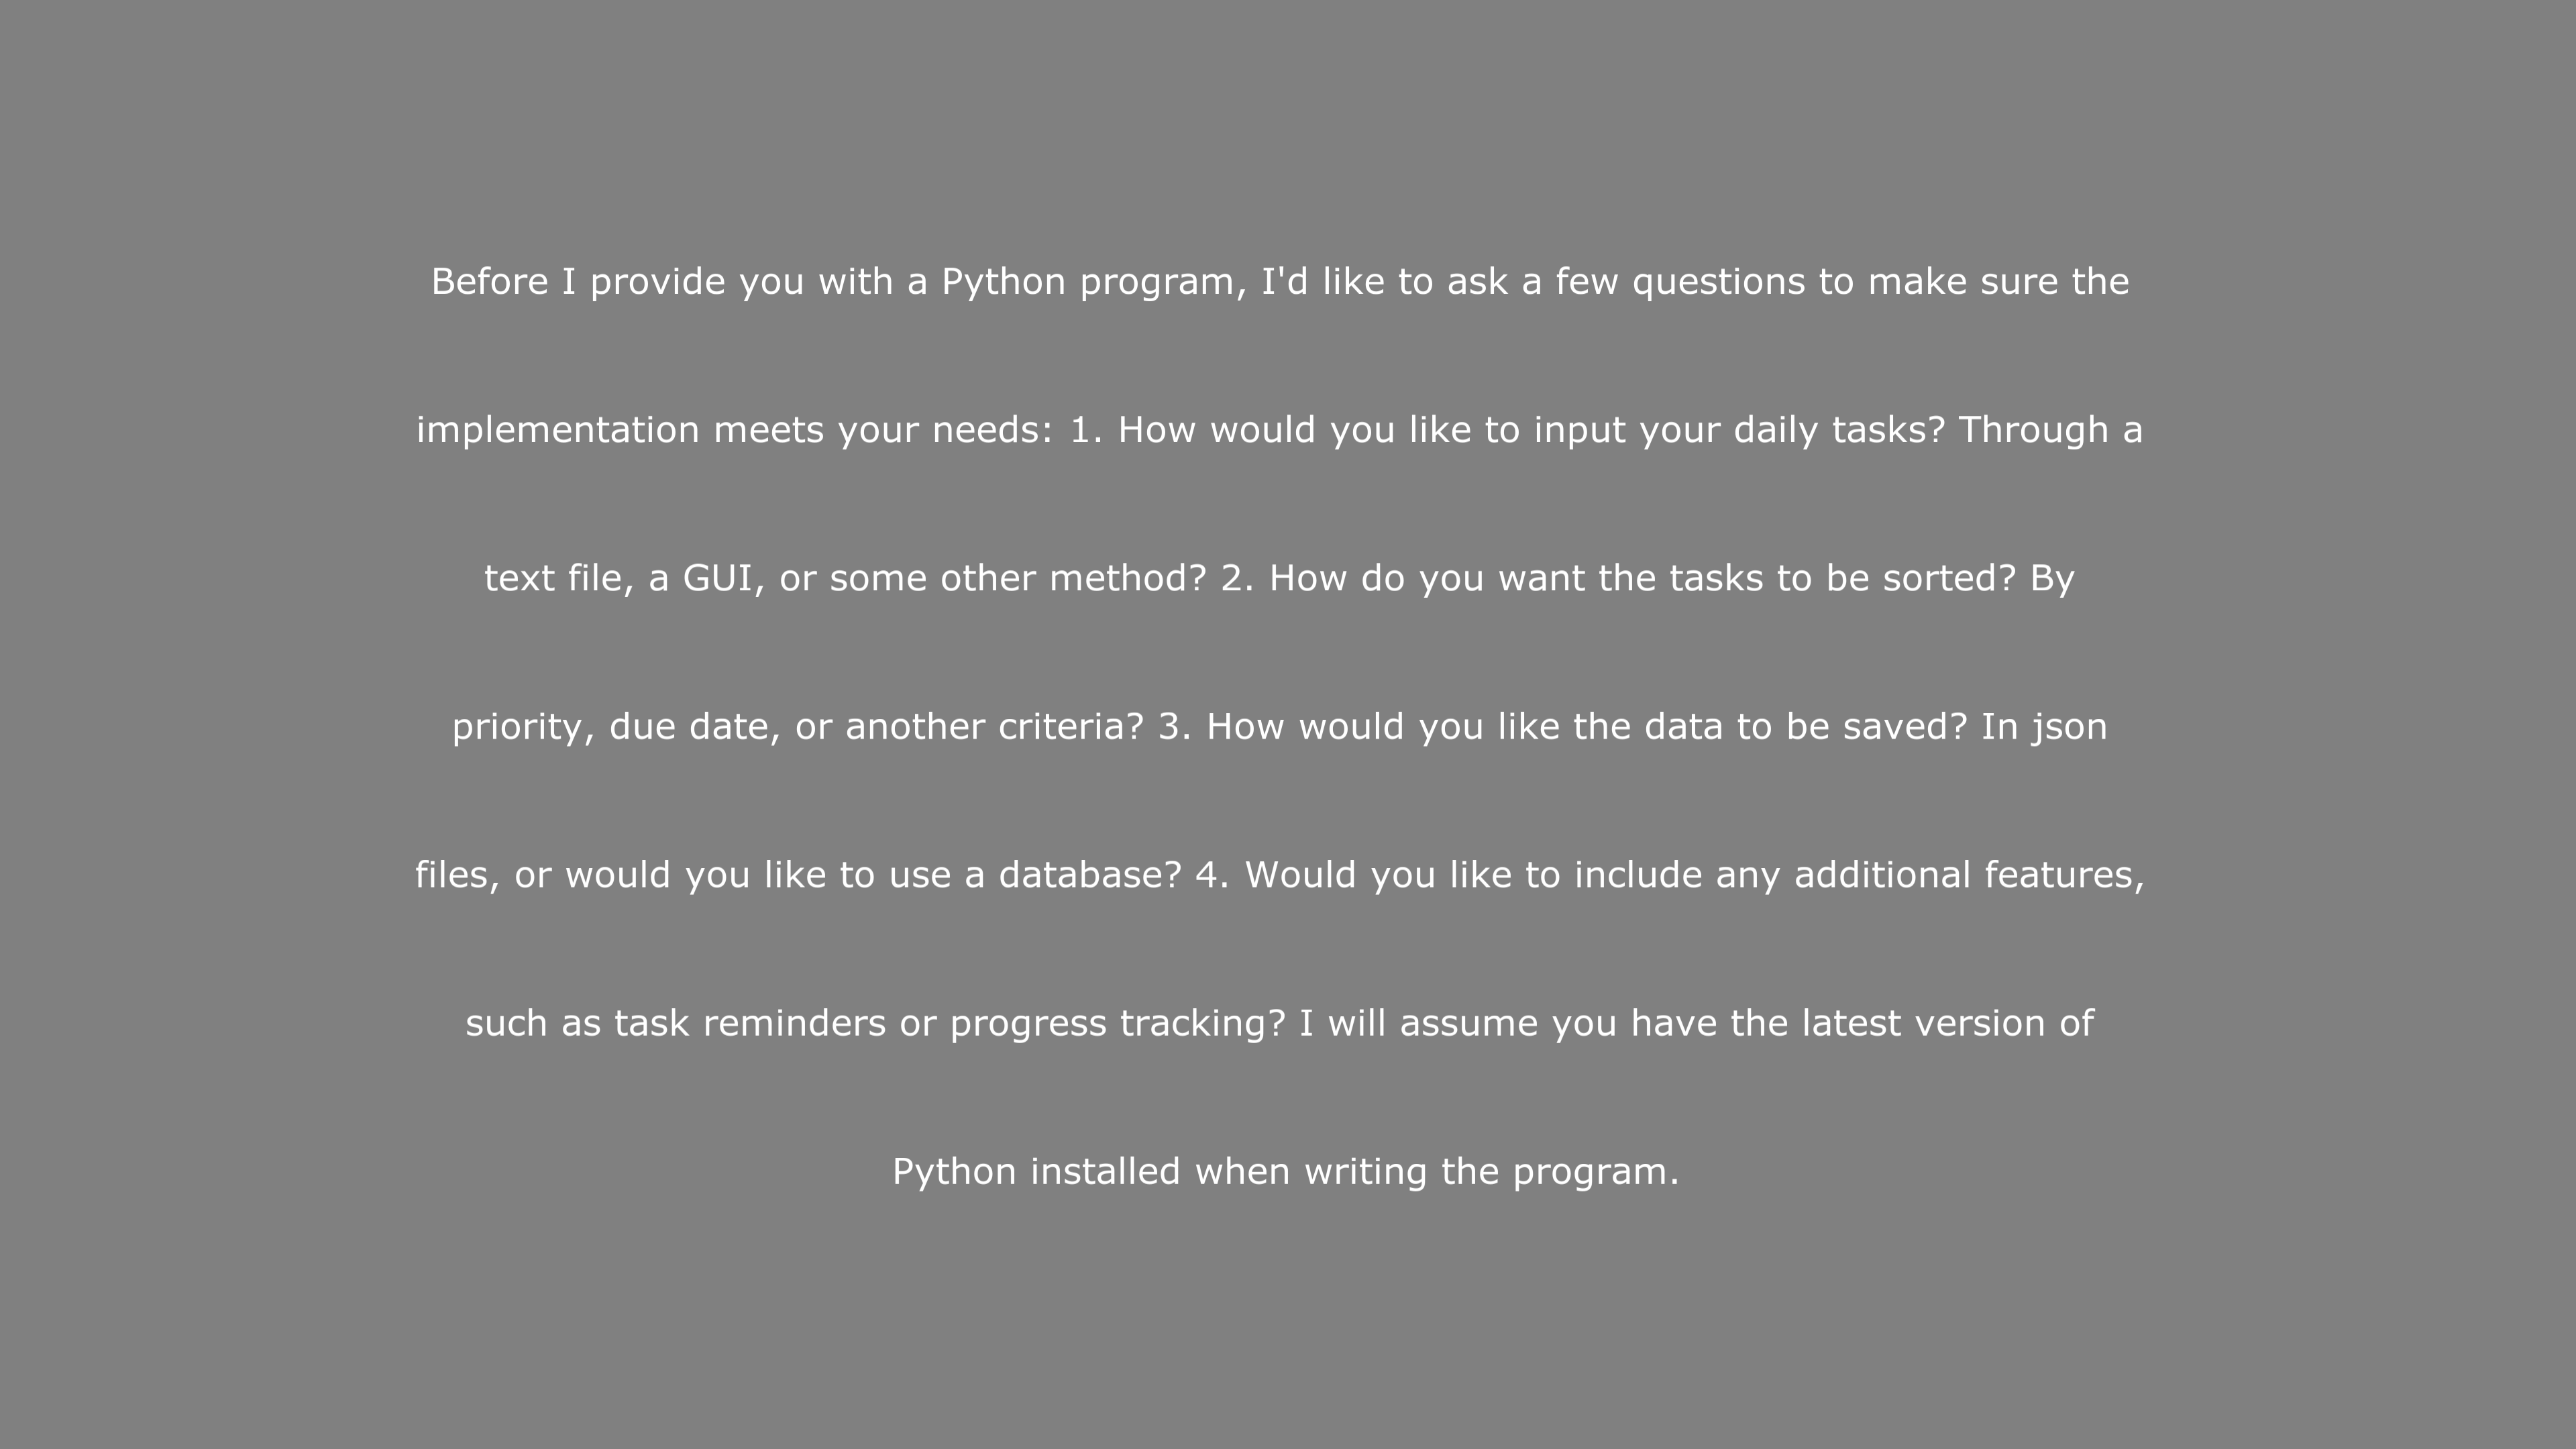 Before I provide you with a Python program, I'd like to ask a few questions to make sure the
implementation meets your needs: 1. How would you like to input your daily tasks? Through a
text file, a GUI, or some other method? 2. How do you want the tasks to be sorted? By
priority, due date, or another criteria? 3. How would you like the data to be saved? In json
files, or would you like to use a database? 4. Would you like to include any additional features,
such as task reminders or progress tracking? I will assume you have the latest version of
Python installed when writing the program.